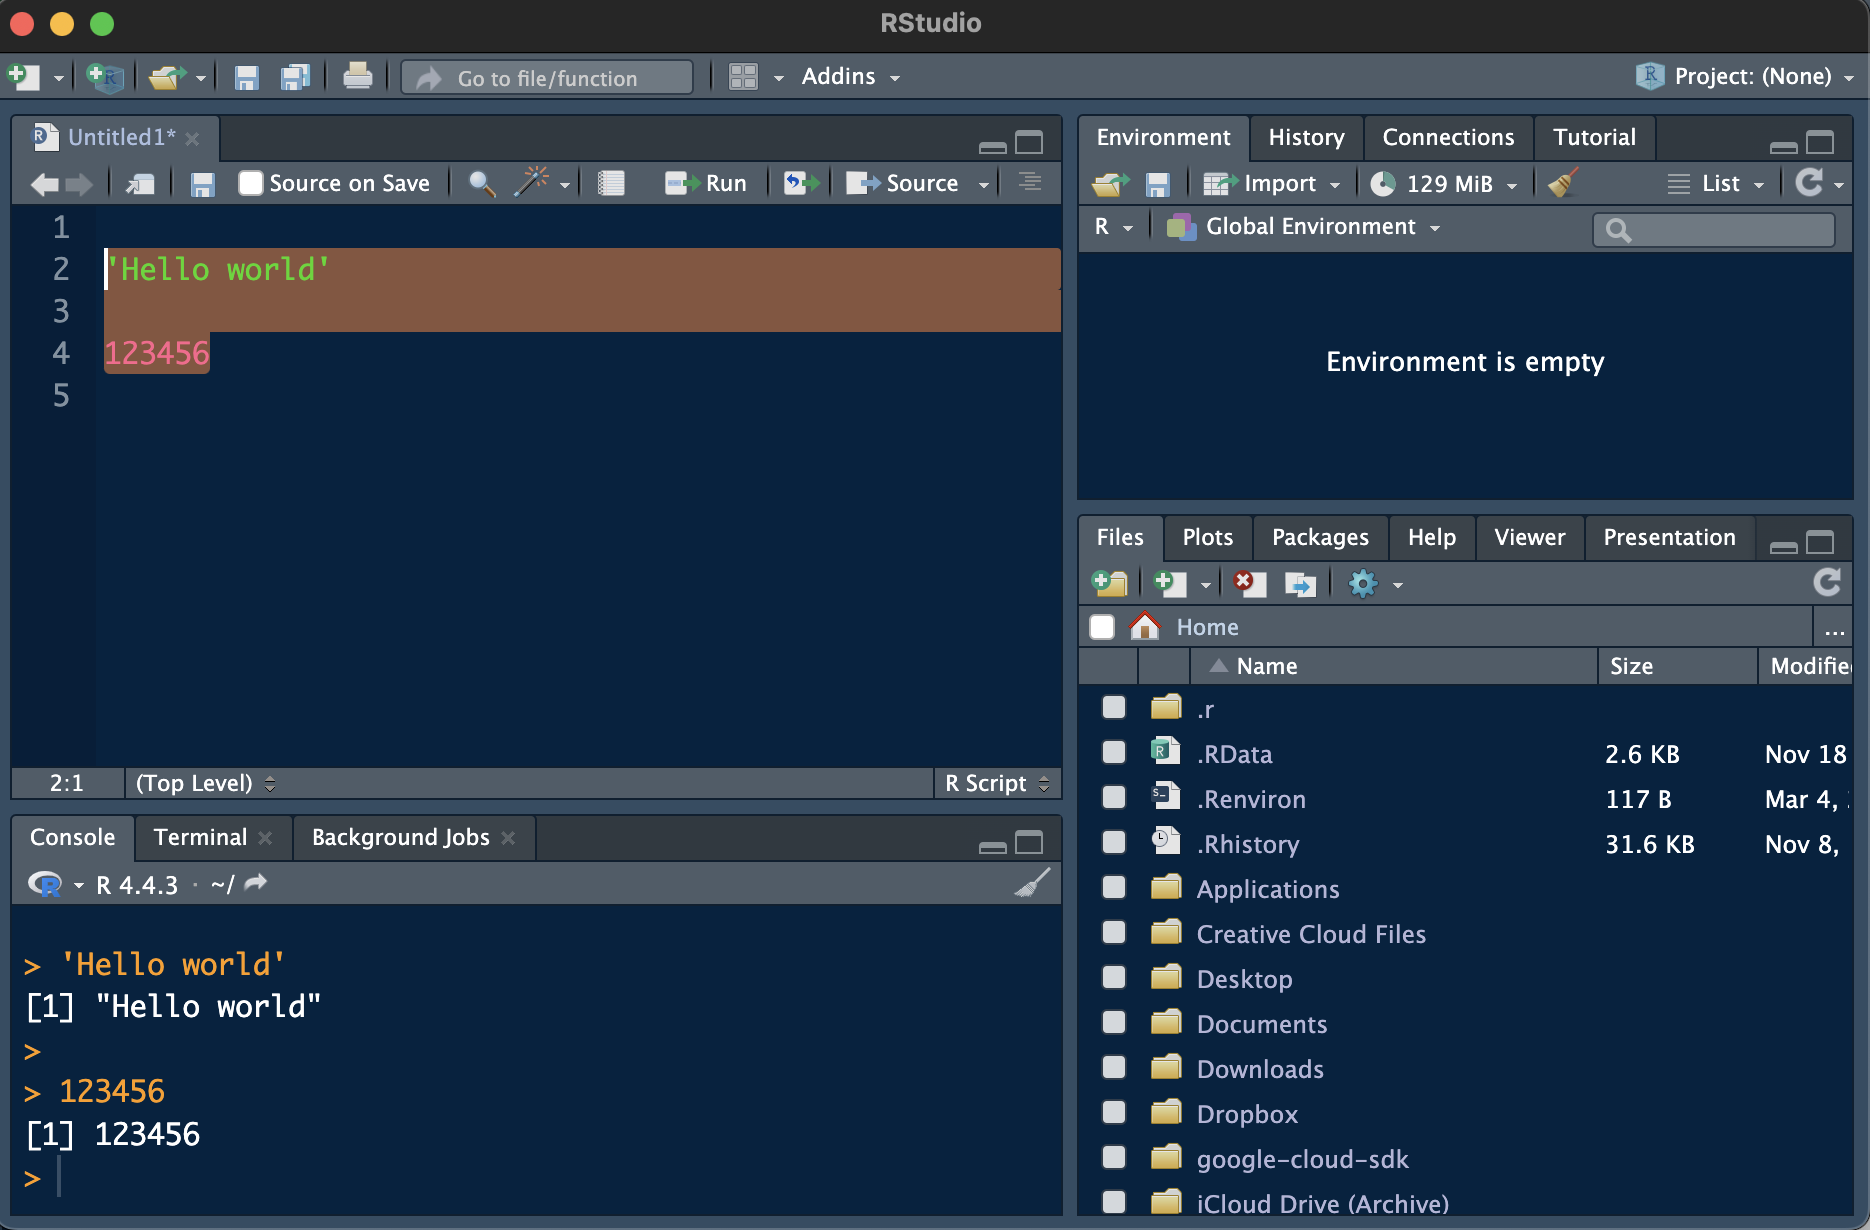 RStudio
Go to file/function Addins Project: (None)
Untitled1*
Source on Save Run Source
1
2 'Hello world'
3
4 123456
5
2:1 (Top Level) R Script
Console Terminal Background Jobs
R 4.4.3 · ~/
> 'Hello world'
[1] "Hello world"
>
> 123456
[1] 123456
>
Environment History Connections Tutorial
Import 129 MiB List
R Global Environment
Environment is empty
Files Plots Packages Help Viewer Presentation
Home ...
Name Size Modifie
.r
.RData 2.6 KB Nov 18
.Renviron 117 B Mar 4,
.Rhistory 31.6 KB Nov 8,
Applications
Creative Cloud Files
Desktop
Documents
Downloads
Dropbox
google-cloud-sdk
iCloud Drive (Archive)